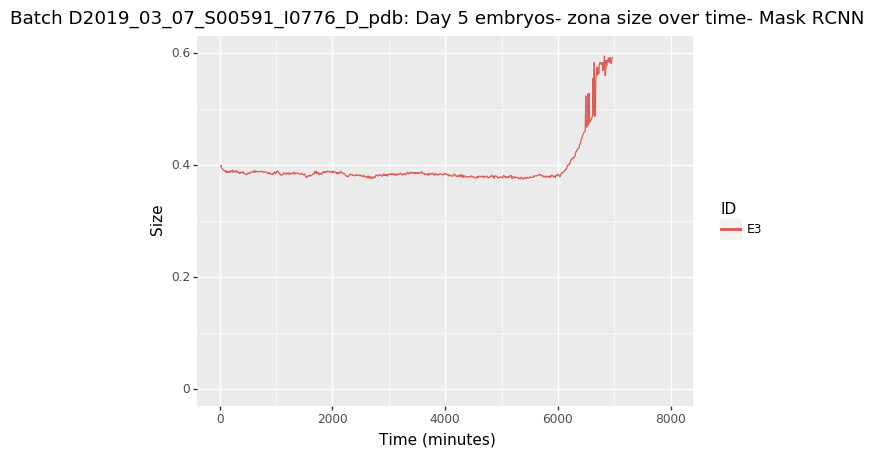 Batch D2019_03_07_S00591_I0776_D_pdb: Day 5 embryos- zona size over time- Mask RCNN
0.6
0.4
0.2
0
Size
0 2000 4000 6000 8000
Time (minutes)
ID
E3